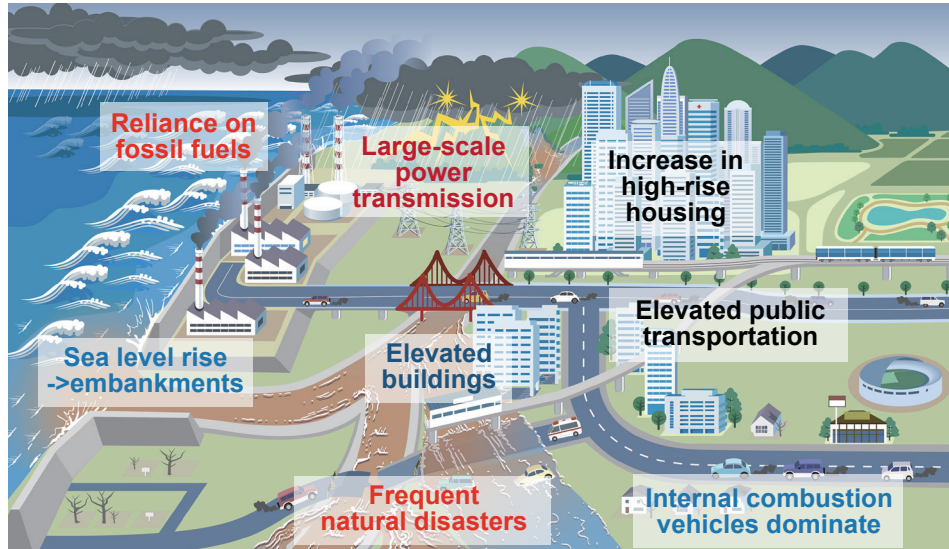 Reliance on
fossil fuels
Large-scale
power
transmission
Increase in
high-rise
housing
Sea level rise
->embankments
Elevated
buildings
Elevated public
transportation
Frequent
natural disasters
Internal combustion
vehicles dominate